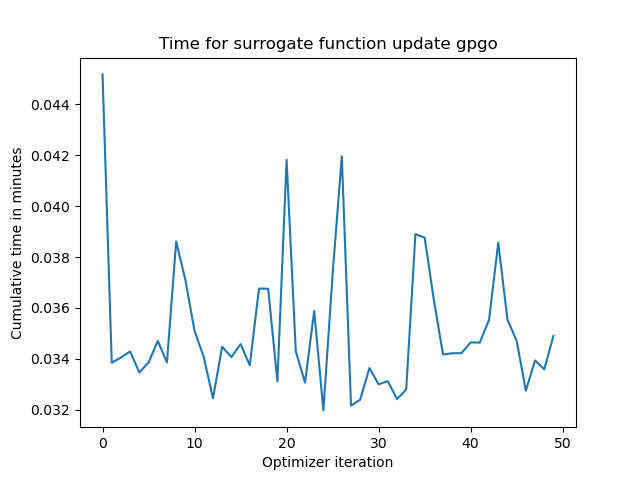 Time for surrogate function update gpgo
Cumulative time in minutes
0.044
0.042
0.040
0.038
0.036
0.034
0.032
0 10 20 30 40 50
Optimizer iteration